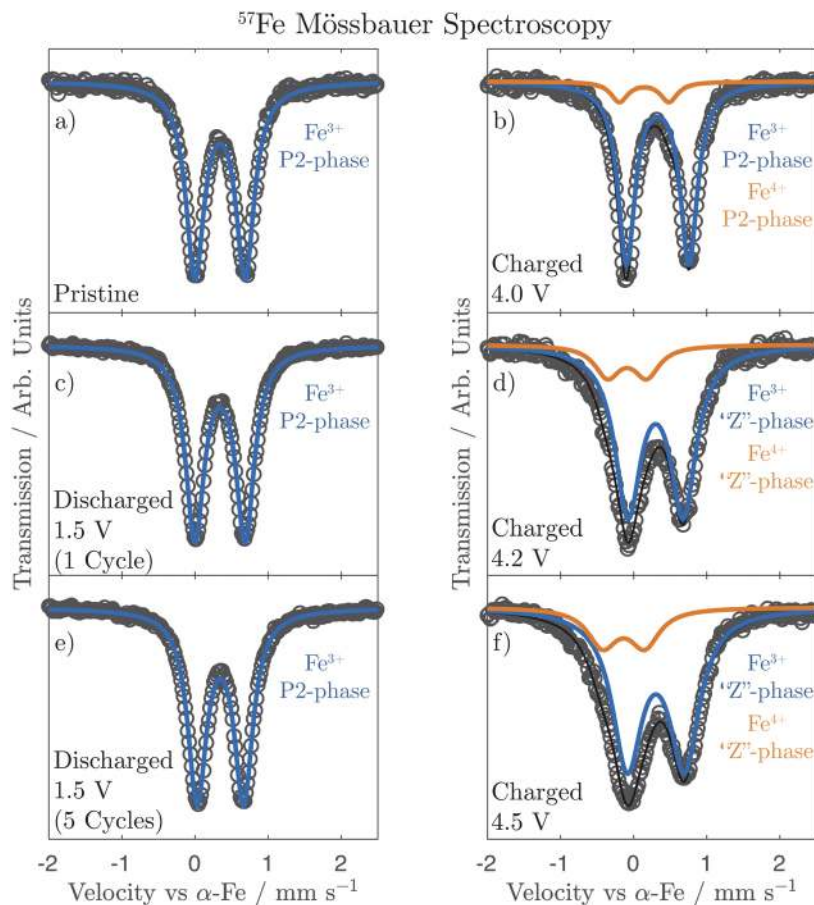 ⁵⁷Fe Mössbauer Spectroscopy
a)
Fe³⁺
P2-phase
Pristine
b)
Fe³⁺
P2-phase
Fe⁴⁺
P2-phase
Charged
4.0 V
c)
Fe³⁺
P2-phase
Discharged
1.5 V
(1 Cycle)
d)
Fe³⁺
“Z”-phase
Fe⁴⁺
“Z”-phase
Charged
4.2 V
e)
Fe³⁺
P2-phase
Discharged
1.5 V
(5 Cycles)
f)
Fe³⁺
“Z”-phase
Fe⁴⁺
“Z”-phase
Charged
4.5 V
Transmission / Arb. Units
Transmission / Arb. Units
-2 -1 0 1 2
-2 -1 0 1 2
Velocity vs α-Fe / mm s⁻¹
Velocity vs α-Fe / mm s⁻¹